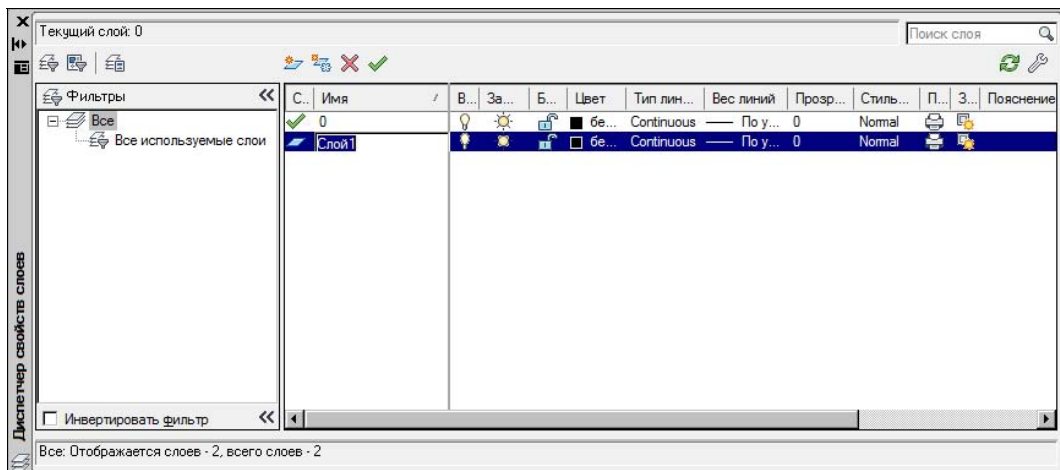 Текущий слой: 0
Поиск слоя
Фильтры
Все
Все используемые слои
С.. Имя / В... За... Б... Цвет Тип лин... Вес линий Прозр... Стиль... П... З... Пояснение
0 бе... Continuous По у... 0 Normal
Слой1 бе... Continuous По у... 0 Normal
Инвертировать фильтр
Все: Отображается слоев - 2, всего слоев - 2
Диспетчер свойств слоев